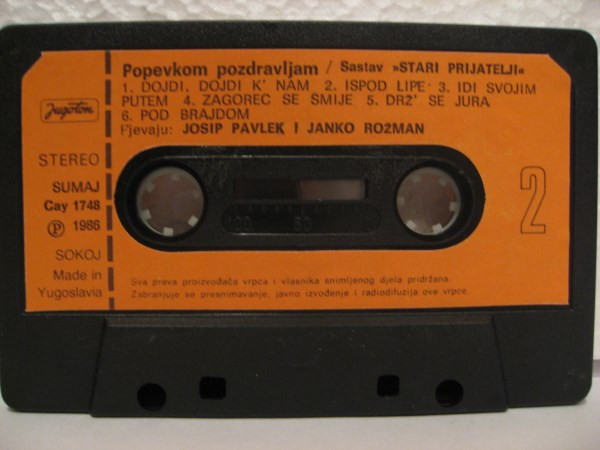 Popevkom pozdravljam / Sastav »STARI PRIJATELJI«
1. DOJDI, DOJDI K' NAM 2. ISPOD LIPE 3. IDI SVOJIM
PUTEM 4. ZAGOREC SE SMIJE 5. DRŽ' SE JURA
6. POD BRAJDOM
Pjevaju: JOSIP PAVLEK I JANKO ROŽMAN
Jugoton
STEREO
SUMAJ
Cay 1748
P 1986
SOKOJ
Made in
Yugoslavia
100 50
2
Sva prava proizvođača vrpca i vlasnika snimljenog djela pridržana.
Zabranjuje se presnimavanje, javno izvođenje i radiodifuzija ove vrpce.